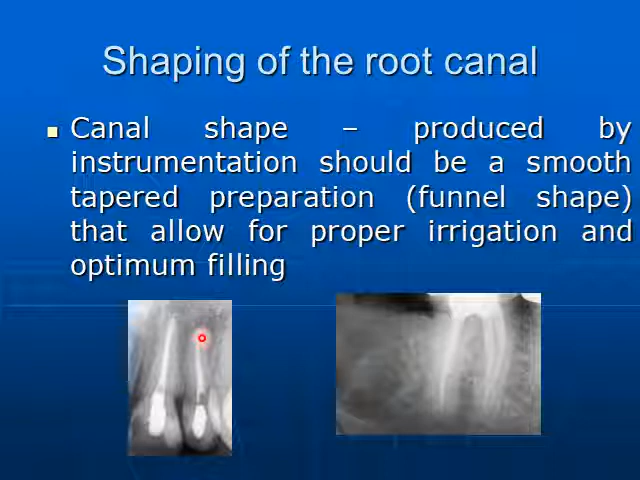 Shaping of the root canal
Canal shape – produced by
instrumentation should be a smooth
tapered preparation (funnel shape)
that allow for proper irrigation and
optimum filling